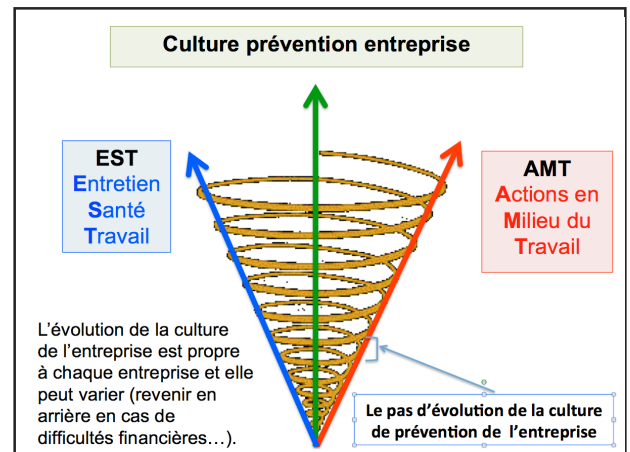 Culture prévention entreprise
EST
Entretien
Santé
Travail
AMT
Actions en
Milieu du
Travail
L’évolution de la culture
de l’entreprise est propre
à chaque entreprise et elle
peut varier (revenir en
arrière en cas de
difficultés financières…).
Le pas d’évolution de la culture
de prévention de l’entreprise